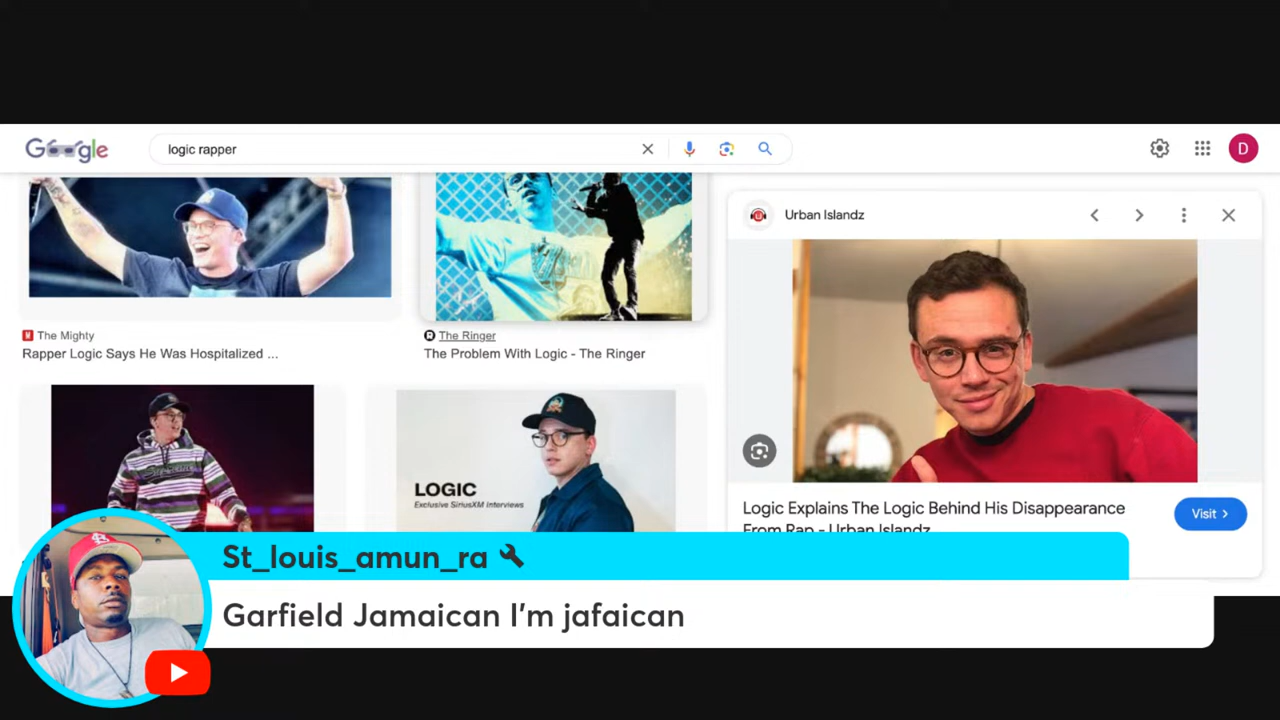 Google
logic rapper
D
Urban Islandz
The Mighty
Rapper Logic Says He Was Hospitalized ...
The Ringer
The Problem With Logic - The Ringer
LOGIC
Exclusive SiriusXM Interviews
Logic Explains The Logic Behind His Disappearance
From Rap - Urban Islandz
Visit
St_louis_amun_ra
Garfield Jamaican I'm jafaican